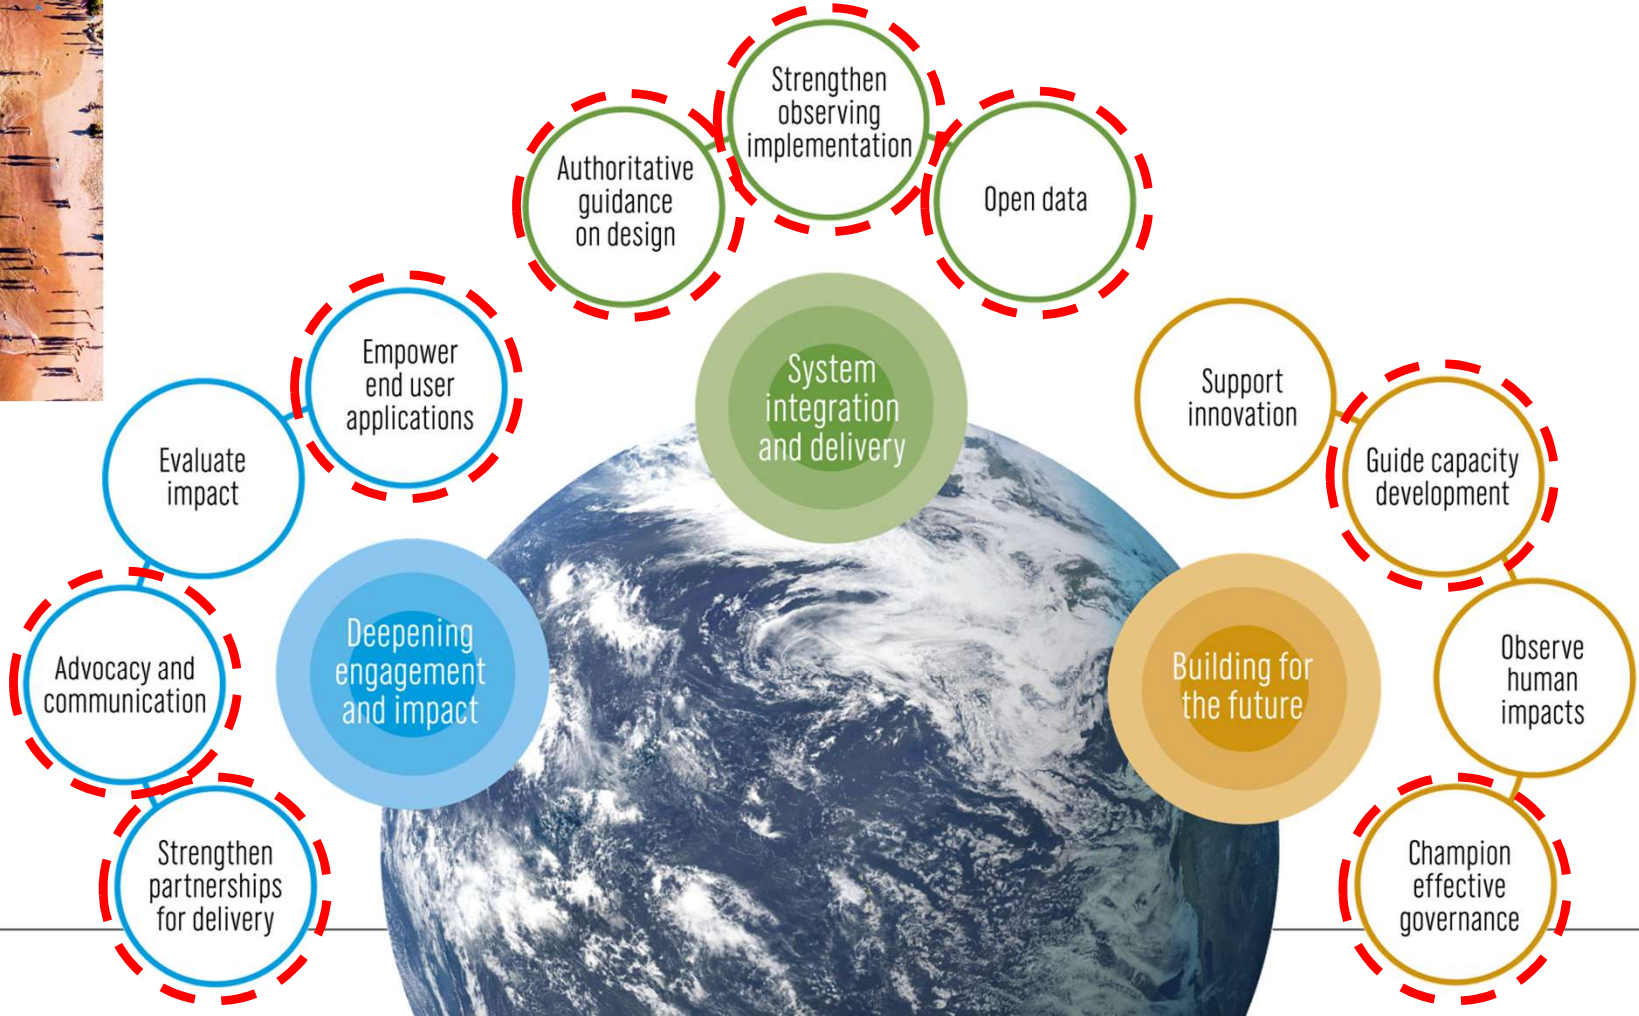 Strengthen
observing
implementation
Authoritative
guidance
on design
Open data
Empower
end user
applications
Evaluate
impact
Advocacy and
communication
Strengthen
partnerships
for delivery
System
integration
and delivery
Deepening
engagement
and impact
Building for
the future
Support
innovation
Guide capacity
development
Observe
human
impacts
Champion
effective
governance